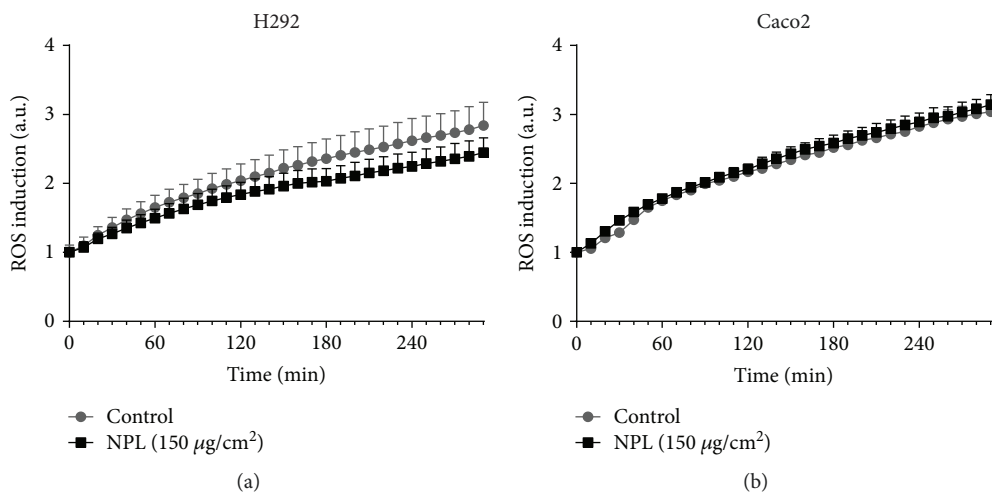 H292
4
3
2
1
0
ROS induction (a.u.)
0 60 120 180 240
Time (min)
Control
NPL (150 μg/cm²)
(a)
Caco2
4
3
2
1
0
ROS induction (a.u.)
0 60 120 180 240
Time (min)
Control
NPL (150 μg/cm²)
(b)